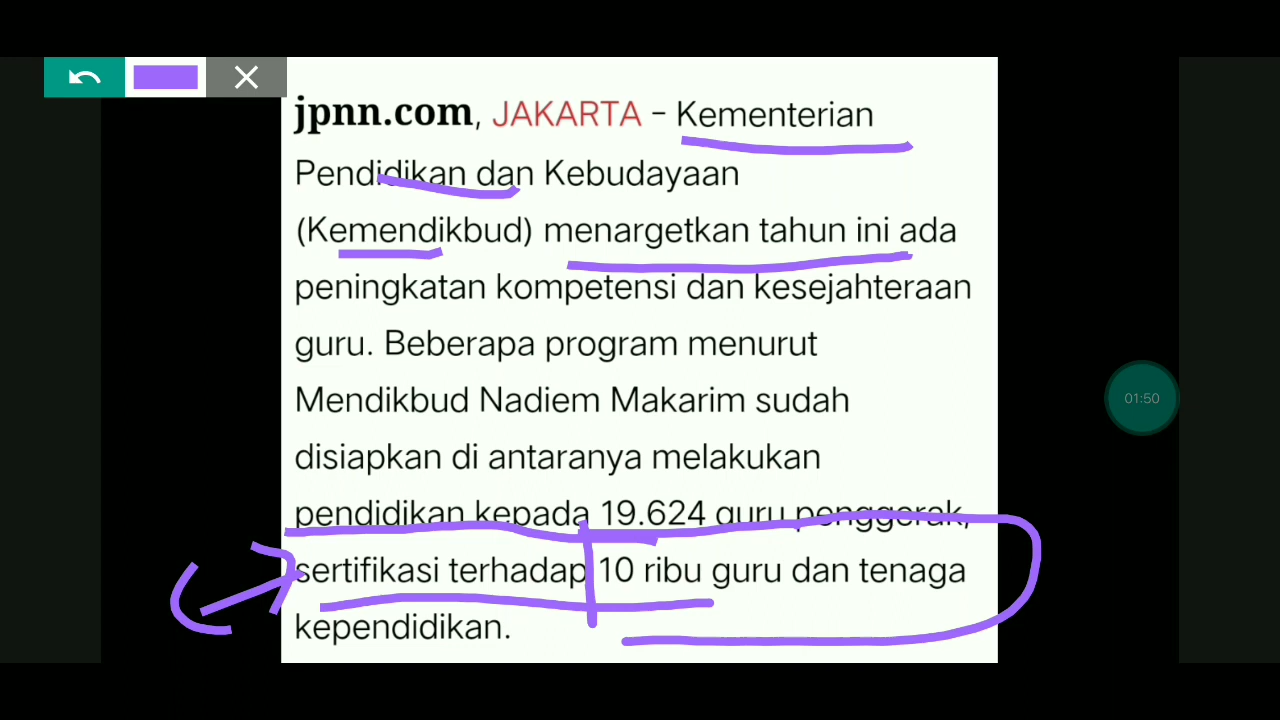 jpnn.com, JAKARTA - Kementerian
Pendidikan dan Kebudayaan
(Kemendikbud) menargetkan tahun ini ada
peningkatan kompetensi dan kesejahteraan
guru. Beberapa program menurut
Mendikbud Nadiem Makarim sudah
disiapkan di antaranya melakukan
pendidikan kepada 19.624 guru penggerak,
sertifikasi terhadap 10 ribu guru dan tenaga
kependidikan.
01:50